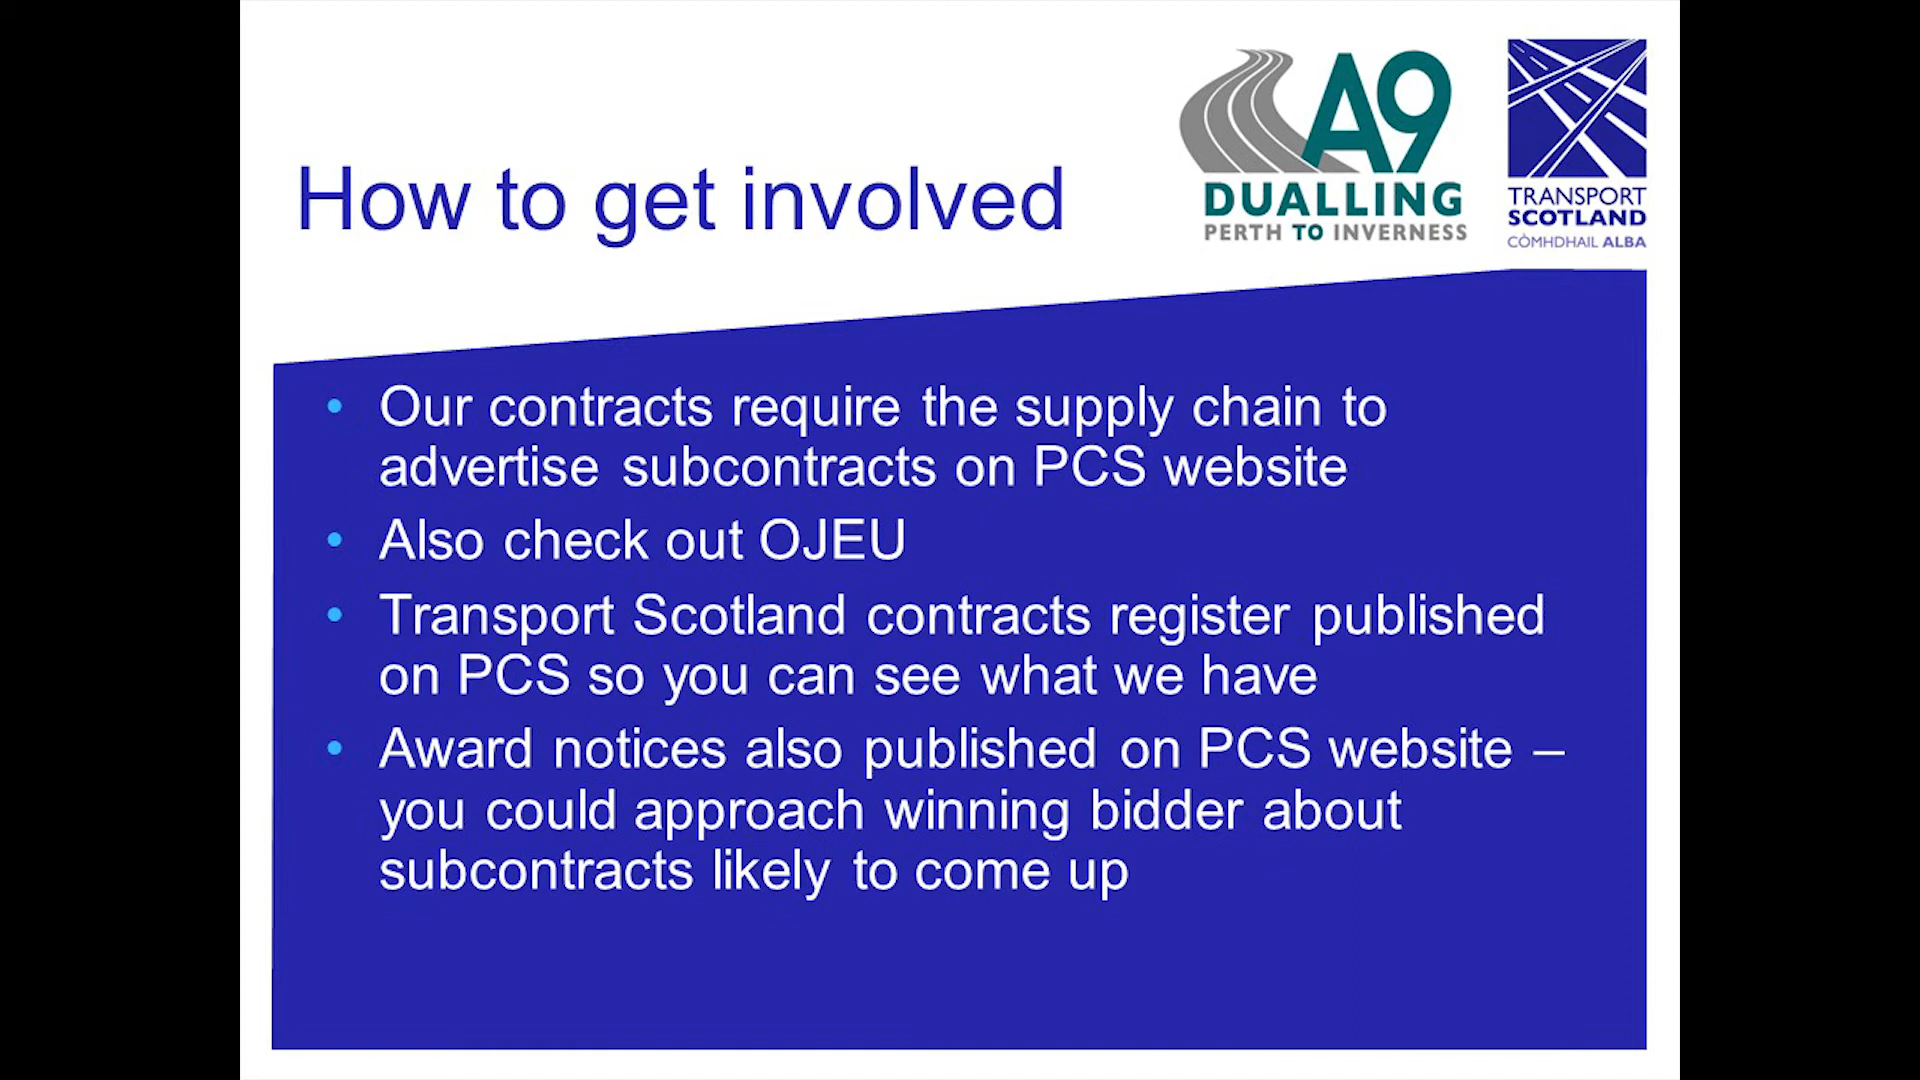 How to get involved
A9
DUALLING
PERTH TO INVERNESS
TRANSPORT
SCOTLAND
CÒMHDHAIL ALBA
• Our contracts require the supply chain to
advertise subcontracts on PCS website
• Also check out OJEU
• Transport Scotland contracts register published
on PCS so you can see what we have
• Award notices also published on PCS website –
you could approach winning bidder about
subcontracts likely to come up